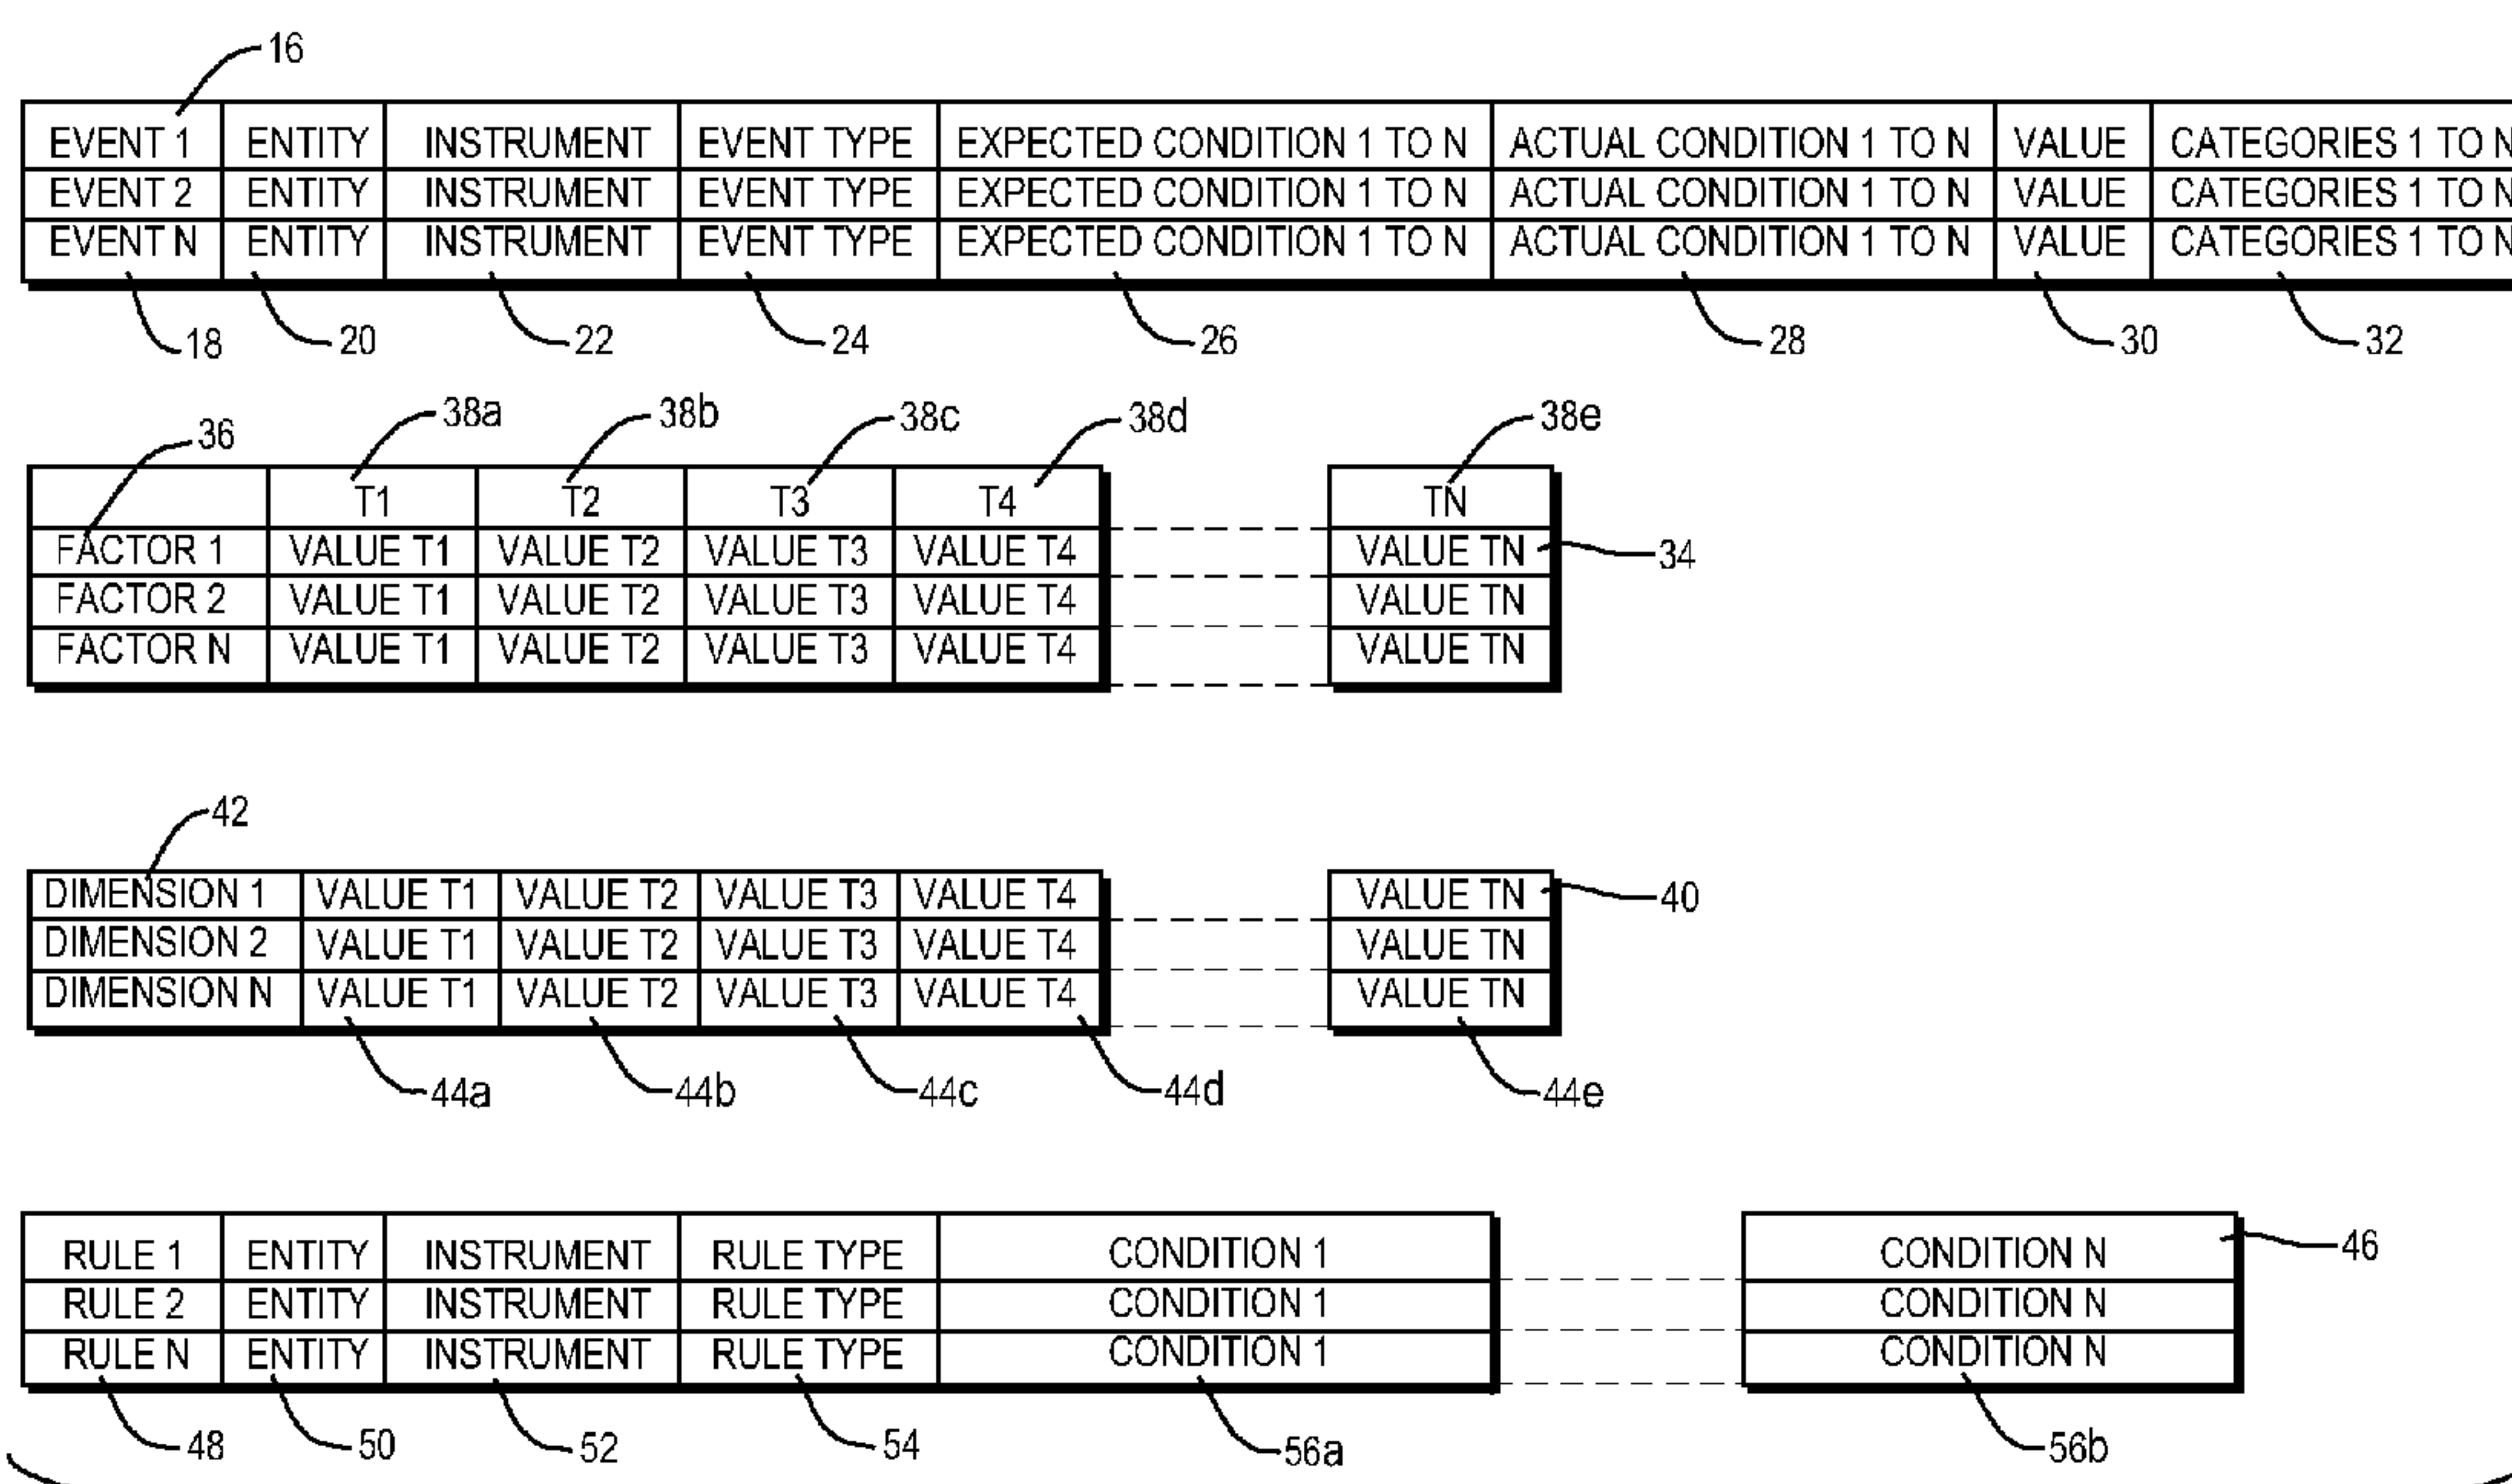 16
EVENT 1 ENTITY INSTRUMENT EVENT TYPE EXPECTED CONDITION 1 TO N ACTUAL CONDITION 1 TO N VALUE CATEGORIES 1 TO N
EVENT 2 ENTITY INSTRUMENT EVENT TYPE EXPECTED CONDITION 1 TO N ACTUAL CONDITION 1 TO N VALUE CATEGORIES 1 TO N
EVENT N ENTITY INSTRUMENT EVENT TYPE EXPECTED CONDITION 1 TO N ACTUAL CONDITION 1 TO N VALUE CATEGORIES 1 TO N
18 20 22 24 26 28 30 32
36 38a 38b 38c 38d 38e
T1 T2 T3 T4 TN
FACTOR 1 VALUE T1 VALUE T2 VALUE T3 VALUE T4 VALUE TN 34
FACTOR 2 VALUE T1 VALUE T2 VALUE T3 VALUE T4 VALUE TN
FACTOR N VALUE T1 VALUE T2 VALUE T3 VALUE T4 VALUE TN
42
DIMENSION 1 VALUE T1 VALUE T2 VALUE T3 VALUE T4 VALUE TN 40
DIMENSION 2 VALUE T1 VALUE T2 VALUE T3 VALUE T4 VALUE TN
DIMENSION N VALUE T1 VALUE T2 VALUE T3 VALUE T4 VALUE TN
44a 44b 44c 44d 44e
RULE 1 ENTITY INSTRUMENT RULE TYPE CONDITION 1 CONDITION N 46
RULE 2 ENTITY INSTRUMENT RULE TYPE CONDITION 1 CONDITION N
RULE N ENTITY INSTRUMENT RULE TYPE CONDITION 1 CONDITION N
48 50 52 54 56a 56b